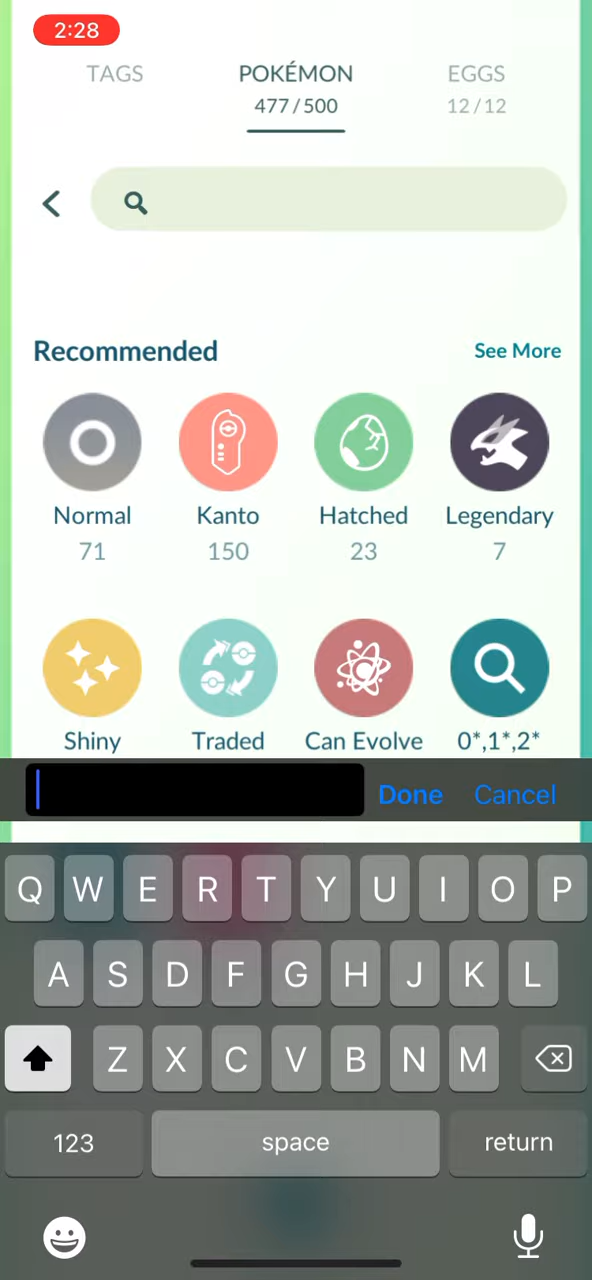 2:28
TAGS POKÉMON EGGS
477/500 12/12
Recommended See More
Normal Kanto Hatched Legendary
71 150 23 7
Shiny Traded Can Evolve 0*,1*,2*
Done Cancel
Q W E R T Y U I O P
A S D F G H J K L
Z X C V B N M
123 space return